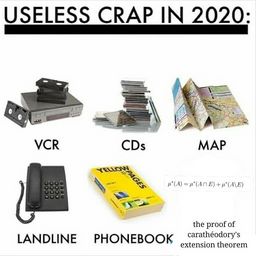 USELESS CRAP IN 2020:
VCR
CDs
MAP
YELLOW PAGES
μ*(A) = μ*(A ∩ E) + μ*(A\E)
LANDLINE
PHONEBOOK
the proof of
carathéodory's
extension theorem